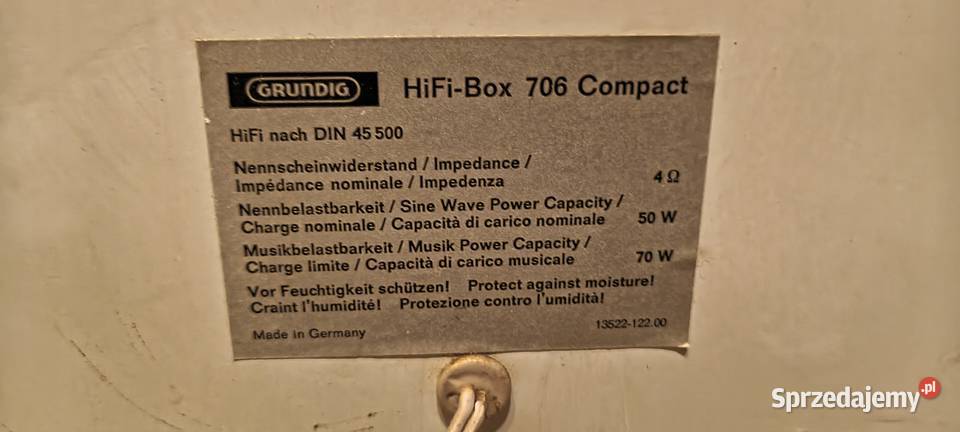 GRUNDIG HiFi-Box 706 Compact
HiFi nach DIN 45 500
Nennscheinwiderstand / Impedance /
Impédance nominale / Impedenza 4 Ω
Nennbelastbarkeit / Sine Wave Power Capacity /
Charge nominale / Capacità di carico nominale 50 W
Musikbelastbarkeit / Musik Power Capacity /
Charge limite / Capacità di carico musicale 70 W
Vor Feuchtigkeit schützen! Protect against moisture!
Craint l'humidité! Protezione contro l'umidità!
Made in Germany 13522-122.00
Sprzedajemy.pl